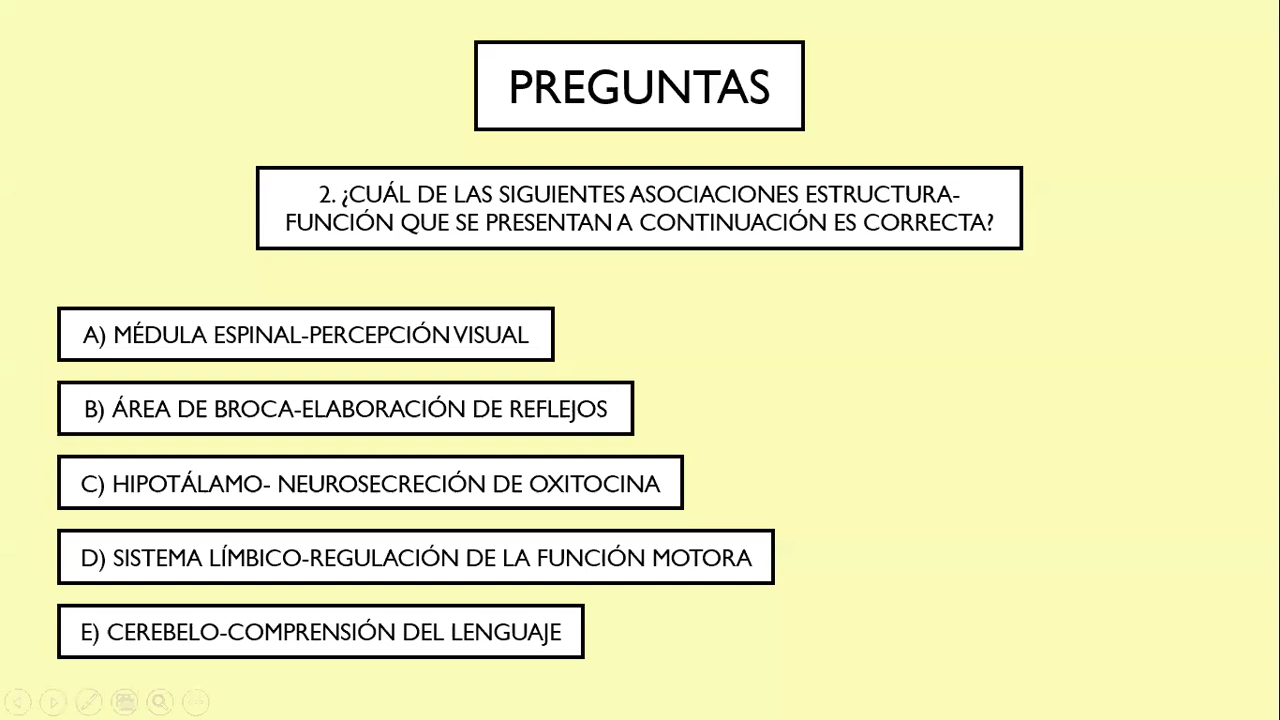 PREGUNTAS
2. ¿CUÁL DE LAS SIGUIENTES ASOCIACIONES ESTRUCTURA-
FUNCIÓN QUE SE PRESENTAN A CONTINUACIÓN ES CORRECTA?
A) MÉDULA ESPINAL-PERCEPCIÓN VISUAL
B) ÁREA DE BROCA-ELABORACIÓN DE REFLEJOS
C) HIPOTÁLAMO- NEUROSECRECIÓN DE OXITOCINA
D) SISTEMA LÍMBICO-REGULACIÓN DE LA FUNCIÓN MOTORA
E) CEREBELO-COMPRENSIÓN DEL LENGUAJE